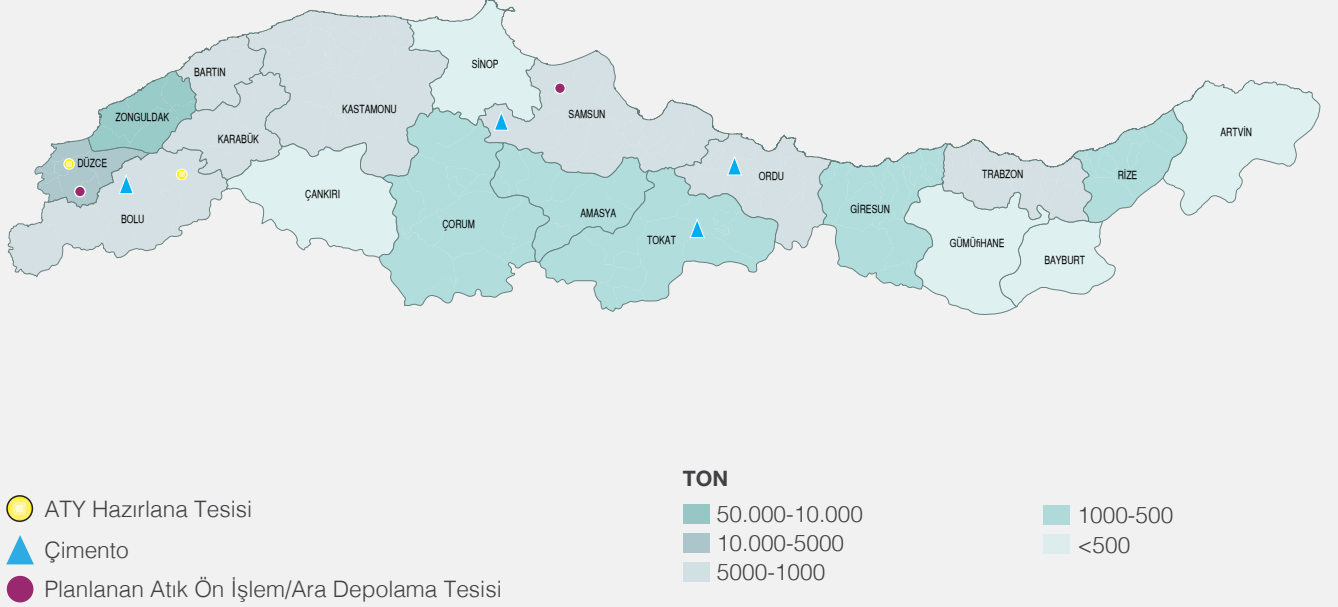 SİNOP
BARTIN
ZONGULDAK
KASTAMONU
SAMSUN
KARABÜK
ARTVİN
DÜZCE
ÇANKIRI
ORDU
TRABZON
RİZE
BOLU
ÇORUM
AMASYA
GİRESUN
TOKAT
GÜMÜfiHANE
BAYBURT
ATY Hazırlana Tesisi
Çimento
Planlanan Atık Ön İşlem/Ara Depolama Tesisi
TON
50.000-10.000
10.000-5000
5000-1000
1000-500
<500